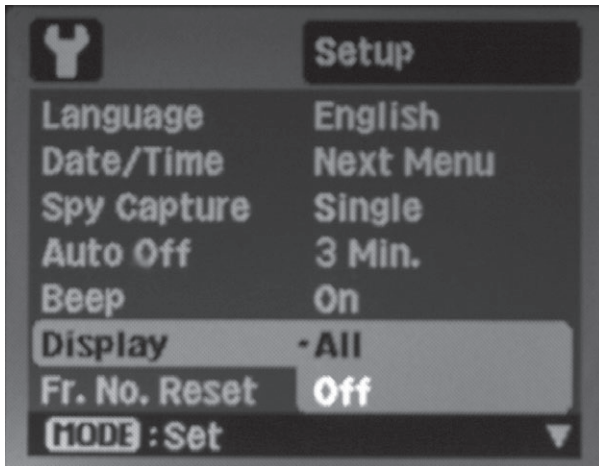 Setup
Language English
Date/Time Next Menu
Spy Capture Single
Auto Off 3 Min.
Beep On
Display All
Fr. No. Reset Off
MODE : Set